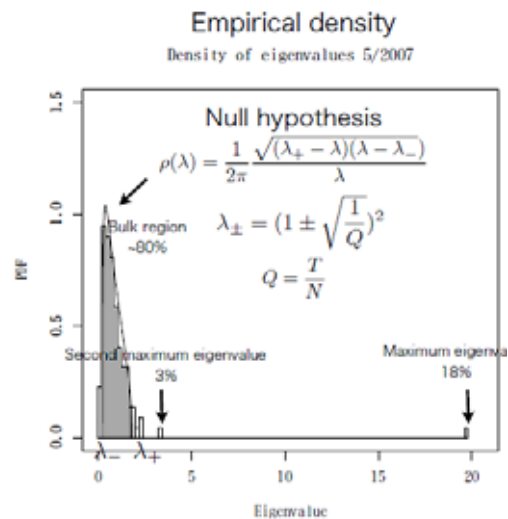 Empirical density
Density of eigenvalues 5/2007
Null hypothesis
ρ(λ) = 1/2π √(λ+ − λ)(λ − λ−)/λ
λ± = (1 ± √1/Q)²
Q = T/N
Bulk region
~80%
Second maximum eigenvalue
3%
Maximum eigenva
18%
PDF
1.5
1.0
0.5
0.0
λ− λ+
0 5 10 15 20
Eigenvalue